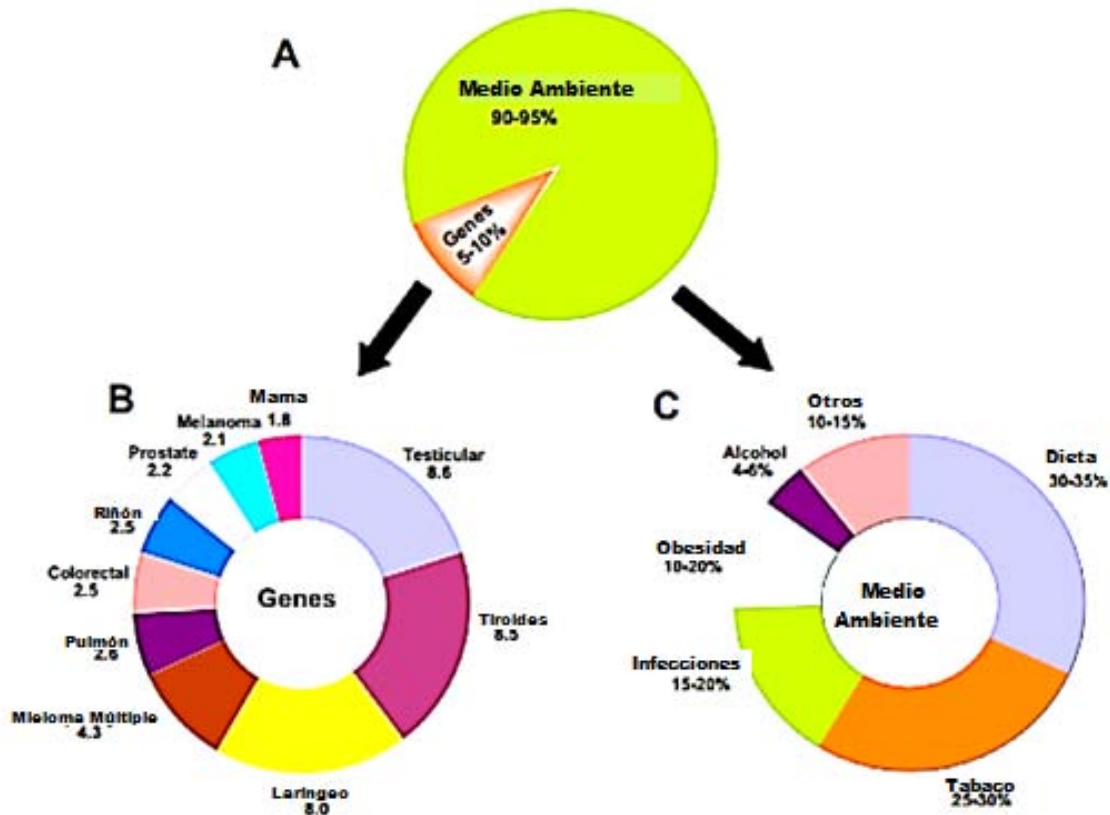 A
Medio Ambiente
90-95%
Genes
5-10%
B
Mama
1.8
Melanoma
2.1
Prostate
2.2
Riñón
2.5
Colorectal
2.5
Pulmón
2.6
Mieloma Múltiple
4.3
Laringeo
8.0
Tiroides
8.5
Testicular
8.6
Genes
C
Otros
10-15%
Alcohol
4-6%
Obesidad
10-20%
Infecciones
15-20%
Tabaco
25-30%
Dieta
30-35%
Medio
Ambiente